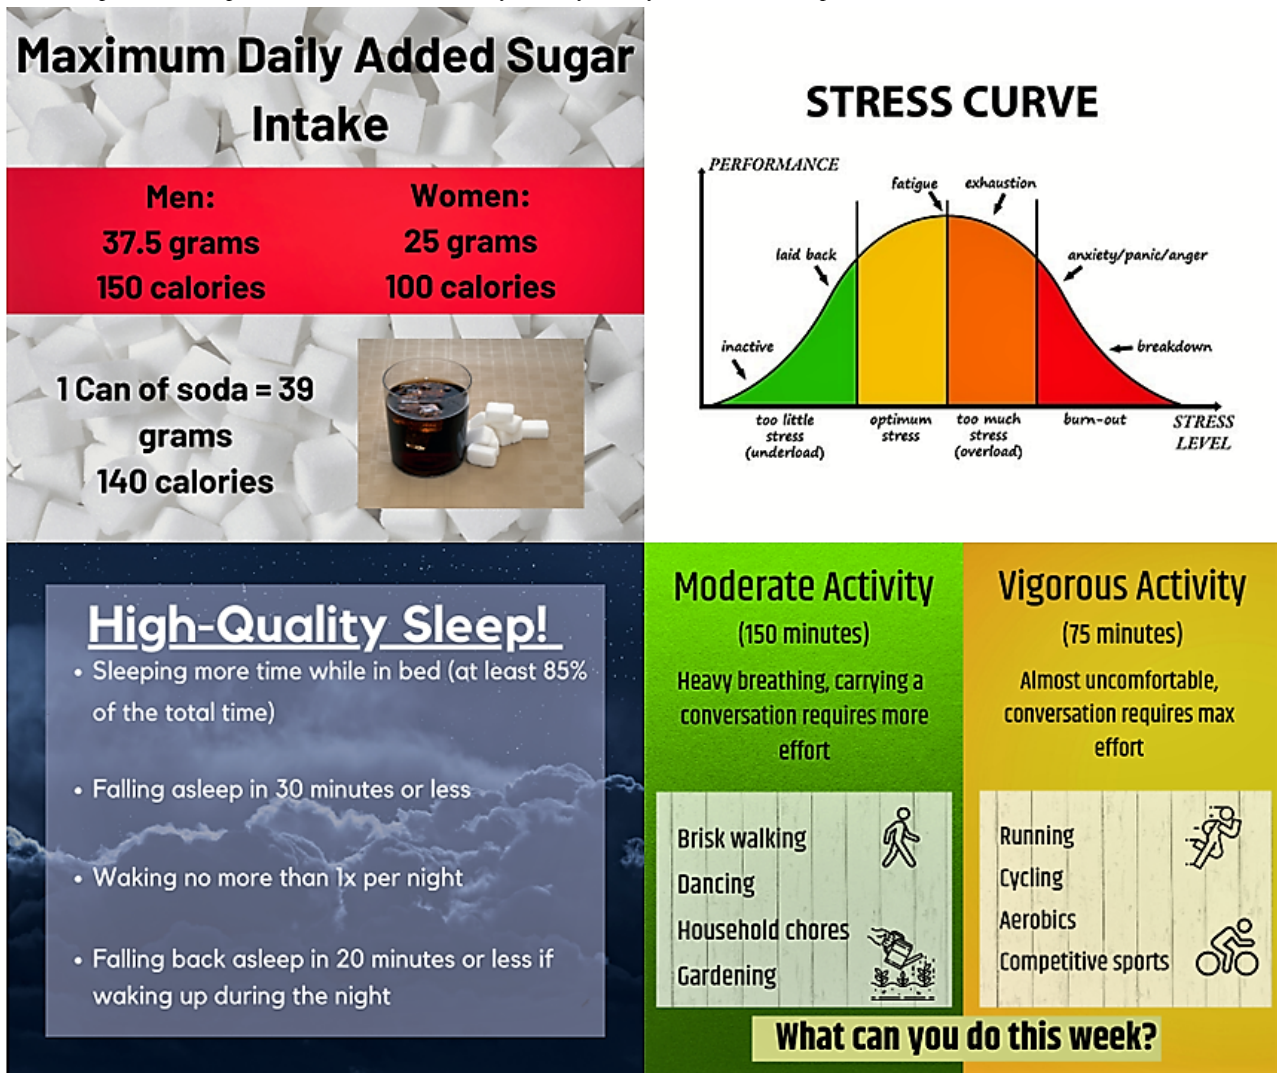 Maximum Daily Added Sugar
Intake
Men:
37.5 grams
150 calories
Women:
25 grams
100 calories
1 Can of soda = 39
grams
140 calories
STRESS CURVE
PERFORMANCE
fatigue
exhaustion
laid back
anxiety/panic/anger
inactive
breakdown
too little
stress
(underload)
optimum
stress
too much
stress
(overload)
burn-out
STRESS
LEVEL
High-Quality Sleep!
• Sleeping more time while in bed (at least 85%
of the total time)
• Falling asleep in 30 minutes or less
• Waking no more than 1x per night
• Falling back asleep in 20 minutes or less if
waking up during the night
Moderate Activity
(150 minutes)
Heavy breathing, carrying a
conversation requires more
effort
Brisk walking
Dancing
Household chores
Gardening
Vigorous Activity
(75 minutes)
Almost uncomfortable,
conversation requires max
effort
Running
Cycling
Aerobics
Competitive sports
What can you do this week?